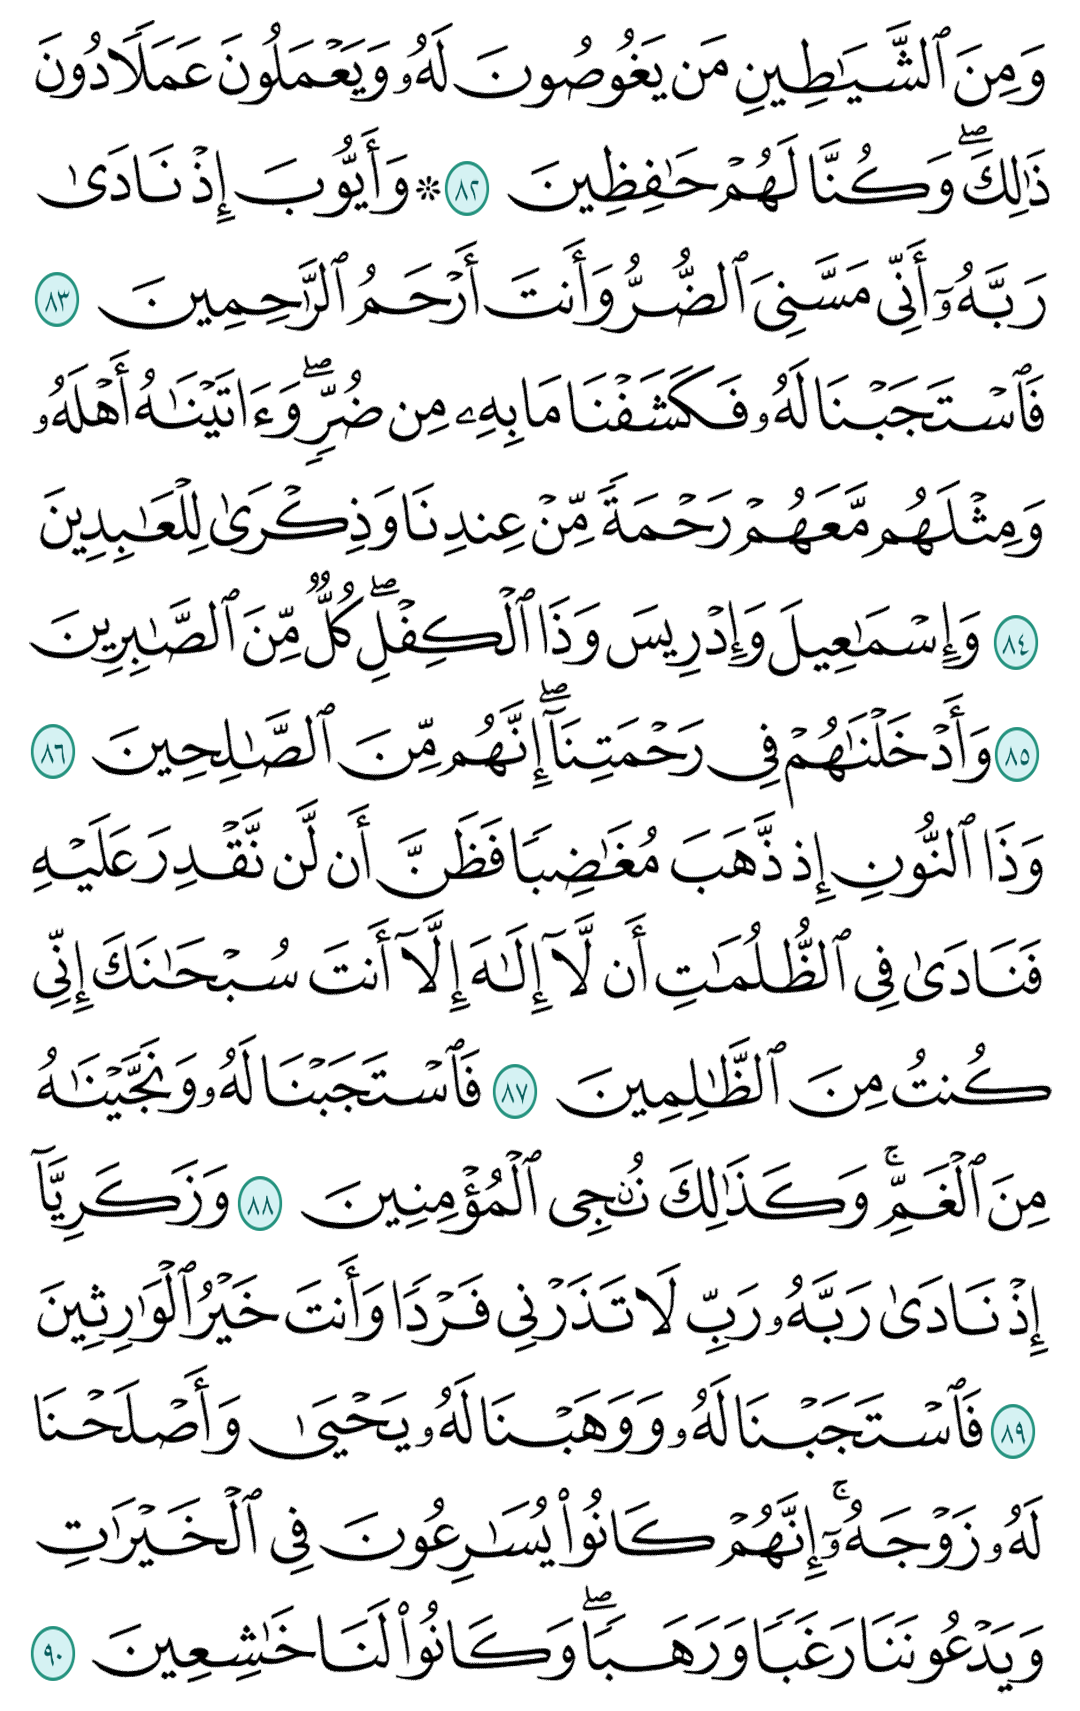 وَمِنَ ٱلشَّيَـٰطِينِ مَن يَغُوصُونَ لَهُۥ وَيَعْمَلُونَ عَمَلًا دُونَ
ذَٰلِكَ ۖ وَكُنَّا لَهُمْ حَـٰفِظِينَ ٨٢ ۞ وَأَيُّوبَ إِذْ نَادَىٰ
رَبَّهُۥٓ أَنِّى مَسَّنِىَ ٱلضُّرُّ وَأَنتَ أَرْحَمُ ٱلرَّٰحِمِينَ ٨٣
فَٱسْتَجَبْنَا لَهُۥ فَكَشَفْنَا مَا بِهِۦ مِن ضُرٍّ ۖ وَءَاتَيْنَـٰهُ أَهْلَهُۥ
وَمِثْلَهُم مَّعَهُمْ رَحْمَةً مِّنْ عِندِنَا وَذِكْرَىٰ لِلْعَـٰبِدِينَ
٨٤ وَإِسْمَـٰعِيلَ وَإِدْرِيسَ وَذَا ٱلْكِفْلِ ۖ كُلٌّ مِّنَ ٱلصَّـٰبِرِينَ
٨٥ وَأَدْخَلْنَـٰهُمْ فِى رَحْمَتِنَآ ۖ إِنَّهُم مِّنَ ٱلصَّـٰلِحِينَ ٨٦
وَذَا ٱلنُّونِ إِذ ذَّهَبَ مُغَـٰضِبًا فَظَنَّ أَن لَّن نَّقْدِرَ عَلَيْهِ
فَنَادَىٰ فِى ٱلظُّلُمَـٰتِ أَن لَّآ إِلَـٰهَ إِلَّآ أَنتَ سُبْحَـٰنَكَ إِنِّى
كُنتُ مِنَ ٱلظَّـٰلِمِينَ ٨٧ فَٱسْتَجَبْنَا لَهُۥ وَنَجَّيْنَـٰهُ
مِنَ ٱلْغَمِّ ۚ وَكَذَٰلِكَ نُـۨجِى ٱلْمُؤْمِنِينَ ٨٨ وَزَكَرِيَّآ
إِذْ نَادَىٰ رَبَّهُۥ رَبِّ لَا تَذَرْنِى فَرْدًا وَأَنتَ خَيْرُ ٱلْوَٰرِثِينَ
٨٩ فَٱسْتَجَبْنَا لَهُۥ وَوَهَبْنَا لَهُۥ يَحْيَىٰ وَأَصْلَحْنَا
لَهُۥ زَوْجَهُۥٓ ۚ إِنَّهُمْ كَانُوا۟ يُسَـٰرِعُونَ فِى ٱلْخَيْرَٰتِ
وَيَدْعُونَنَا رَغَبًا وَرَهَبًا ۖ وَكَانُوا۟ لَنَا خَـٰشِعِينَ ٩٠